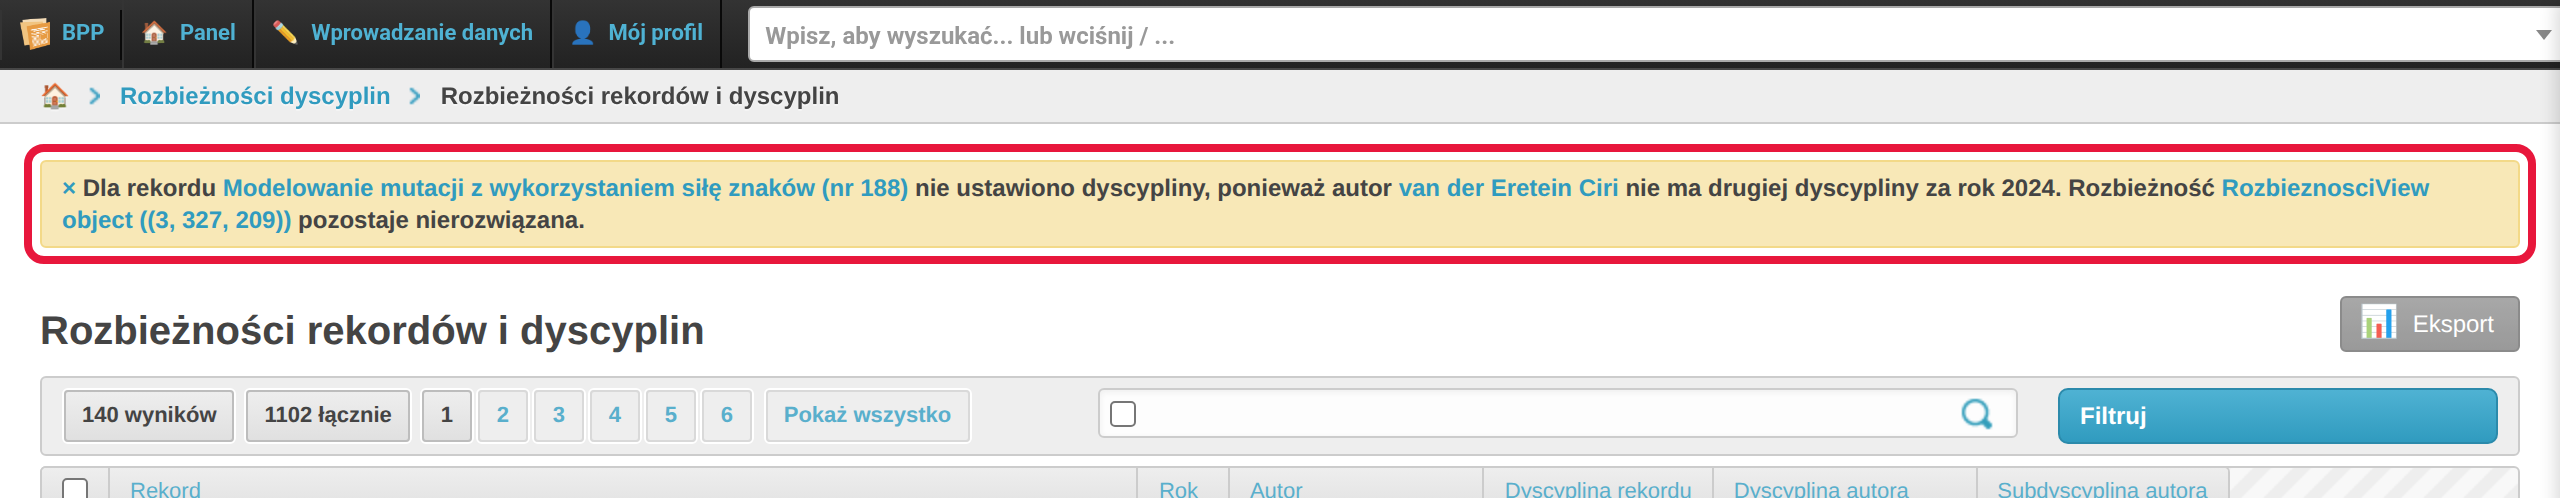 BPP Panel Wprowadzanie danych Mój profil Wpisz, aby wyszukać... lub wciśnij / ...
Rozbieżności dyscyplin Rozbieżności rekordów i dyscyplin
× Dla rekordu Modelowanie mutacji z wykorzystaniem siłę znaków (nr 188) nie ustawiono dyscypliny, ponieważ autor van der Eretein Ciri nie ma drugiej dyscypliny za rok 2024. Rozbieżność RozbieznosciView
object ((3, 327, 209)) pozostaje nierozwiązana.
Rozbieżności rekordów i dyscyplin
Eksport
140 wyników 1102 łącznie 1 2 3 4 5 6 Pokaż wszystko Filtruj
Rekord Rok Autor Dyscyplina rekordu Dyscyplina autora Subdyscyplina autora